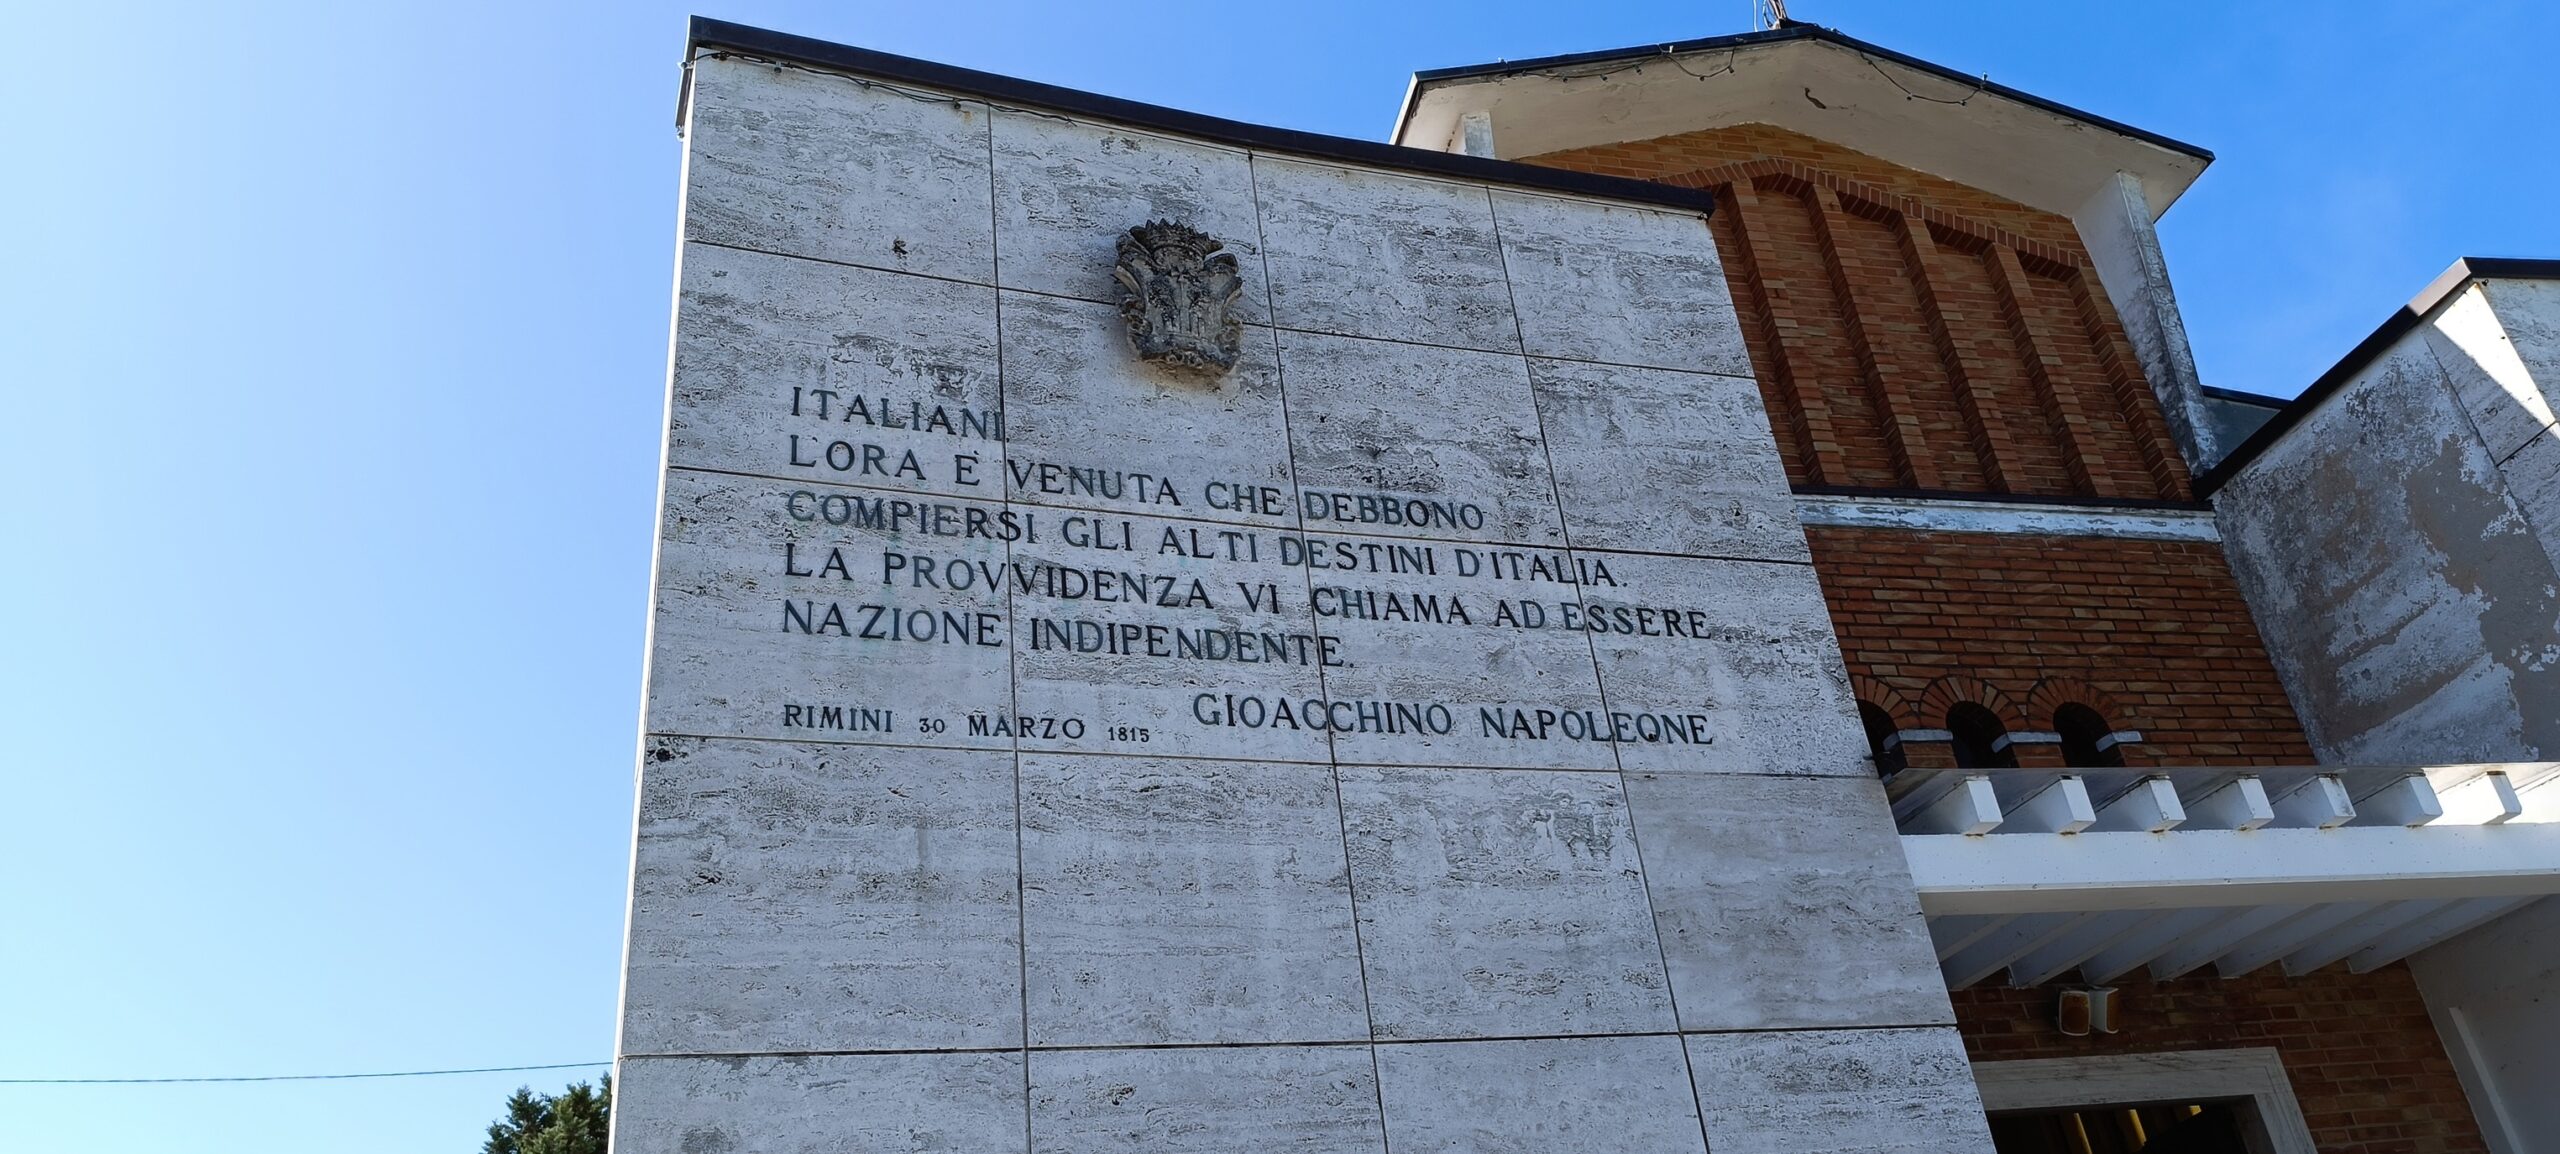 ITALIANI
L'ORA È VENUTA CHE DEBBONO
COMPIERSI GLI ALTI DESTINI D'ITALIA.
LA PROVVIDENZA VI CHIAMA AD ESSERE
NAZIONE INDIPENDENTE.
RIMINI 30 MARZO 1815 GIOACCHINO NAPOLEONE